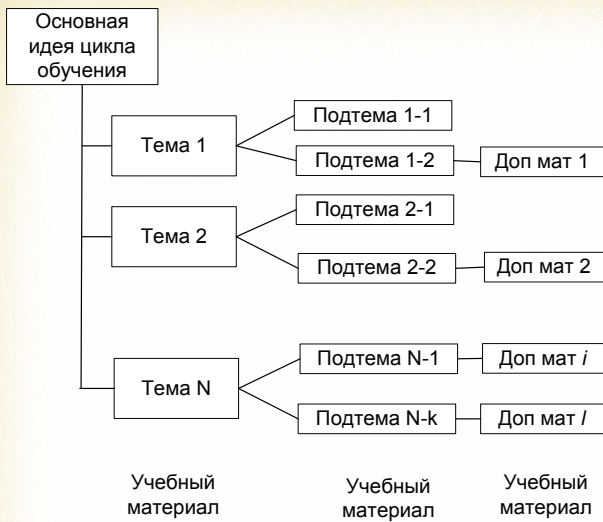 Основная
идея цикла
обучения
Тема 1
Подтема 1-1
Подтема 1-2
Доп мат 1
Тема 2
Подтема 2-1
Подтема 2-2
Доп мат 2
Тема N
Подтема N-1
Доп мат i
Подтема N-k
Доп мат l
Учебный
материал
Учебный
материал
Учебный
материал